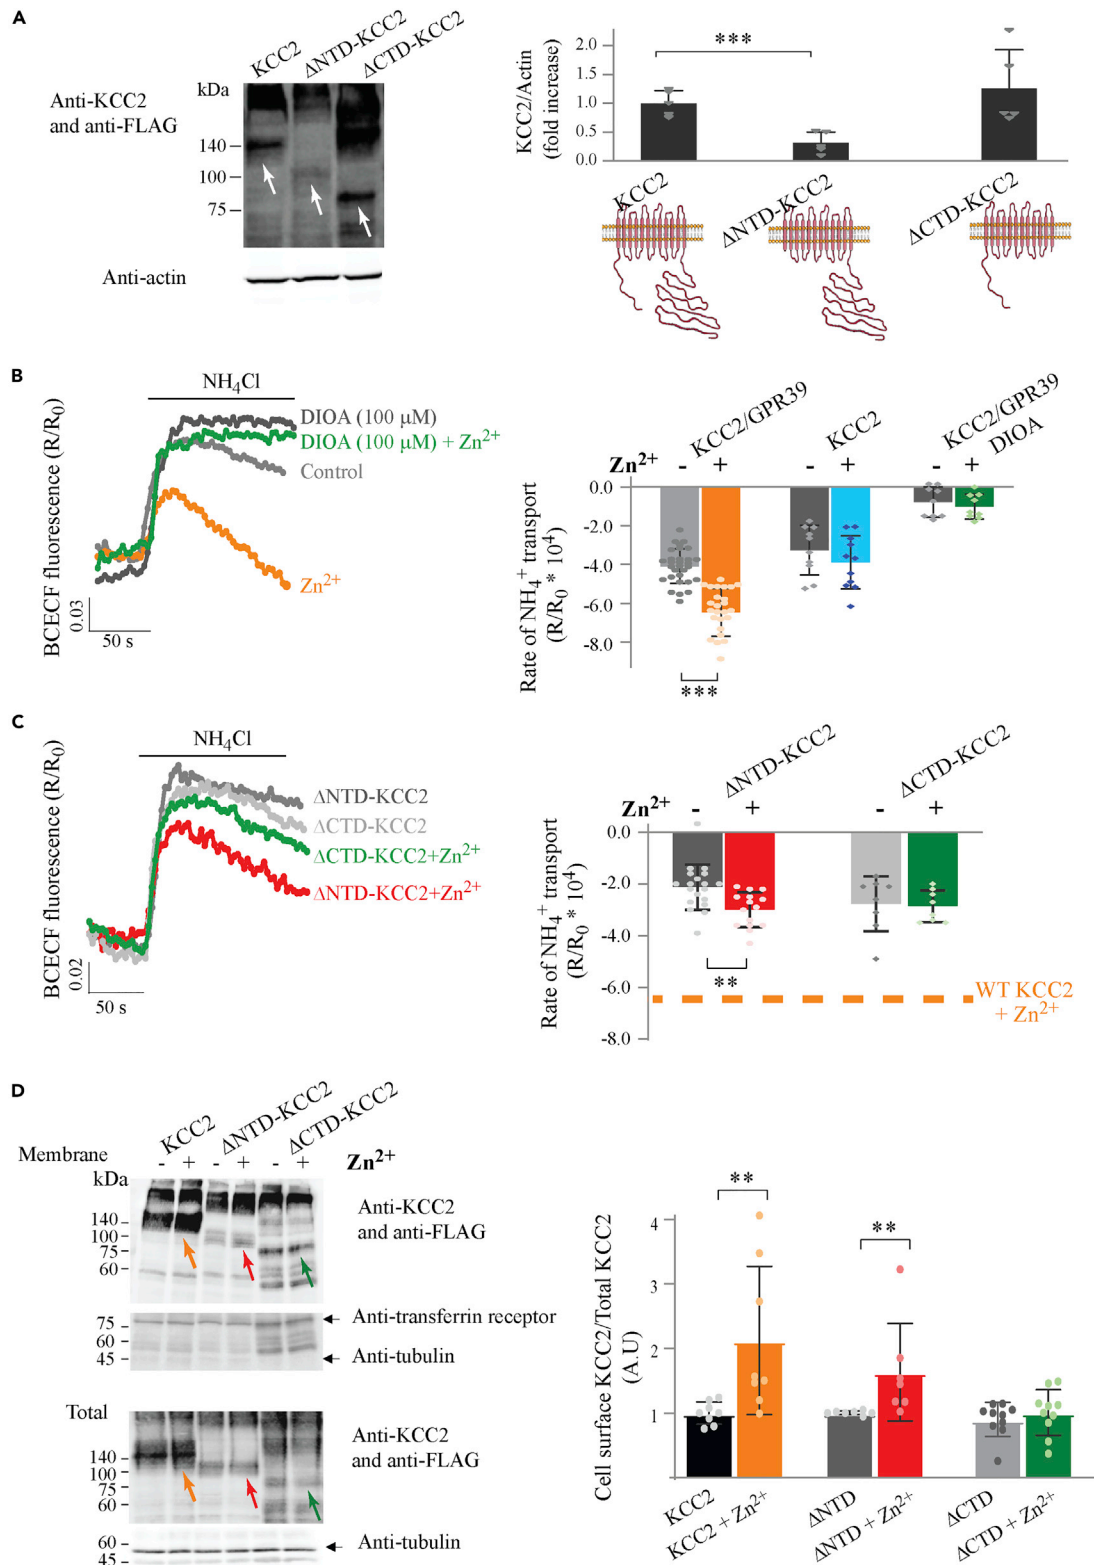 A
KCC2
ΔNTD-KCC2
ΔCTD-KCC2
kDa
Anti-KCC2
and anti-FLAG
140
100
75
Anti-actin
KCC2/Actin
(fold increase)
2.0
1.5
1.0
0.5
0.0
***
KCC2
ΔNTD-KCC2
ΔCTD-KCC2
B
BCECF fluorescence (R/R0)
NH4Cl
DIOA (100 μM)
DIOA (100 μM) + Zn2+
Control
Zn2+
0.03
50 s
KCC2/GPR39
KCC2
KCC2/GPR39
DIOA
Zn2+
- + - + - +
Rate of NH4+ transport
(R/R0 * 10^4)
0.0
-2.0
-4.0
-6.0
-8.0
***
C
BCECF fluorescence (R/R0)
NH4Cl
ΔNTD-KCC2
ΔCTD-KCC2
ΔCTD-KCC2+Zn2+
ΔNTD-KCC2+Zn2+
0.02
50 s
ΔNTD-KCC2
ΔCTD-KCC2
Zn2+
- + - +
Rate of NH4+ transport
(R/R0 * 10^4)
0.0
-2.0
-4.0
-6.0
-8.0
**
WT KCC2
+ Zn2+
D
KCC2
ΔNTD-KCC2
ΔCTD-KCC2
Membrane
- + - + - + Zn2+
kDa
140
100
75
60
Anti-KCC2
and anti-FLAG
75
60
45
Anti-transferrin receptor
Anti-tubulin
Total
140
100
75
60
Anti-KCC2
and anti-FLAG
60
45
Anti-tubulin
Cell surface KCC2/Total KCC2
(A.U)
4
3
2
1
**
**
KCC2
KCC2 + Zn2+
ΔNTD
ΔNTD + Zn2+
ΔCTD
ΔCTD + Zn2+